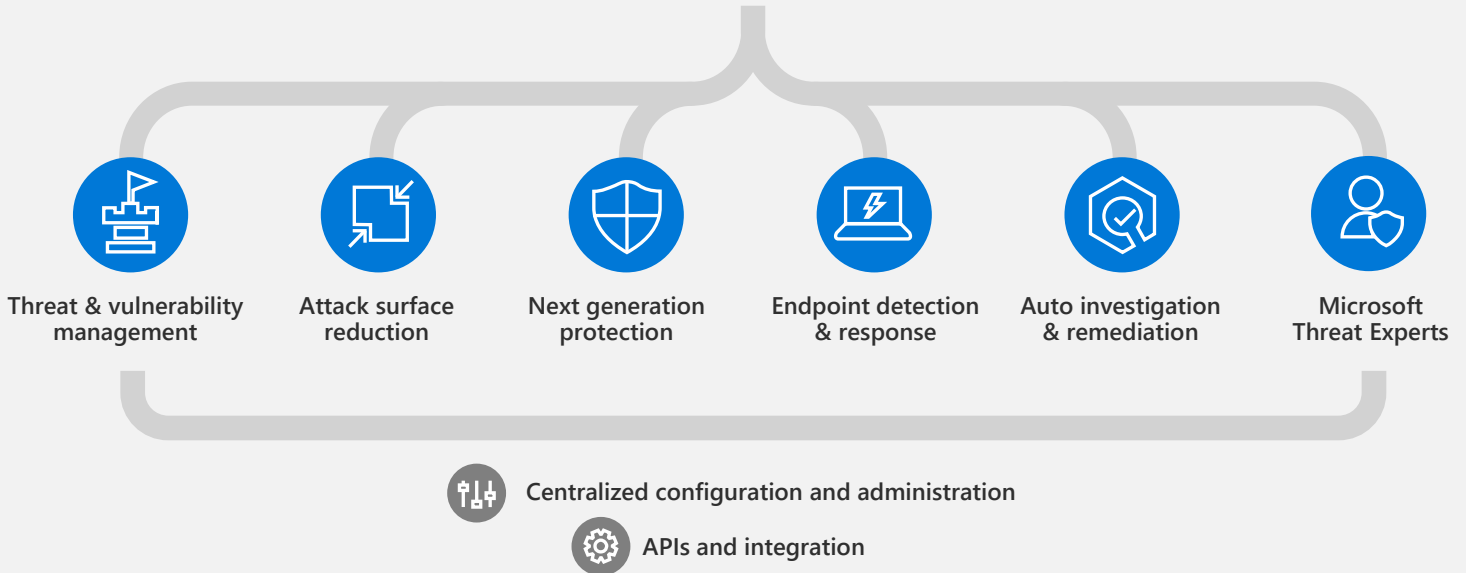 Threat & vulnerability
management
Attack surface
reduction
Next generation
protection
Endpoint detection
& response
Auto investigation
& remediation
Microsoft
Threat Experts
Centralized configuration and administration
APIs and integration